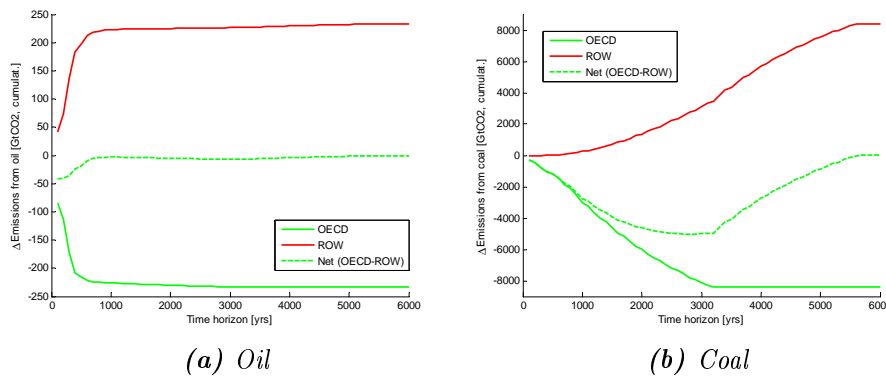 Δ Emissions from oil [GtCO2, cumulat.]
250
200
150
100
50
0
-50
-100
-150
-200
-250
OECD
ROW
Net (OECD-ROW)
0 1000 2000 3000 4000 5000 6000
Time horizon [yrs]
(a) Oil
Δ Emissions from coal [GtCO2, cumulat.]
8000
6000
4000
2000
0
-2000
-4000
-6000
-8000
OECD
ROW
Net (OECD-ROW)
0 1000 2000 3000 4000 5000 6000
Time horizon [yrs]
(b) Coal